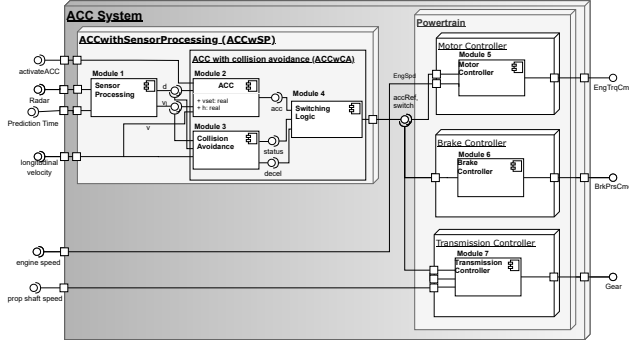 ACC System
Powertrain
ACCwithSensorProcessing (ACCwSP)
Motor Controller
ACC with collision avoidance (ACCwCA)
Module 5
Motor
Controller
activateACC
Module 1
Sensor
Processing
Module 2
ACC
+ vset: real
+ h: real
d
vl
Module 4
Switching
Logic
acc
EngSpd
accRef,
switch
EngTrqCm
Radar
Prediction Time
v
Module 3
Collision
Avoidance
status
decel
Brake Controller
Module 6
Brake
Controller
BrkPrsCm
longitudinal
velocity
Transmission Controller
Module 7
Transmission
Controller
engine speed
prop shaft speed
Gear